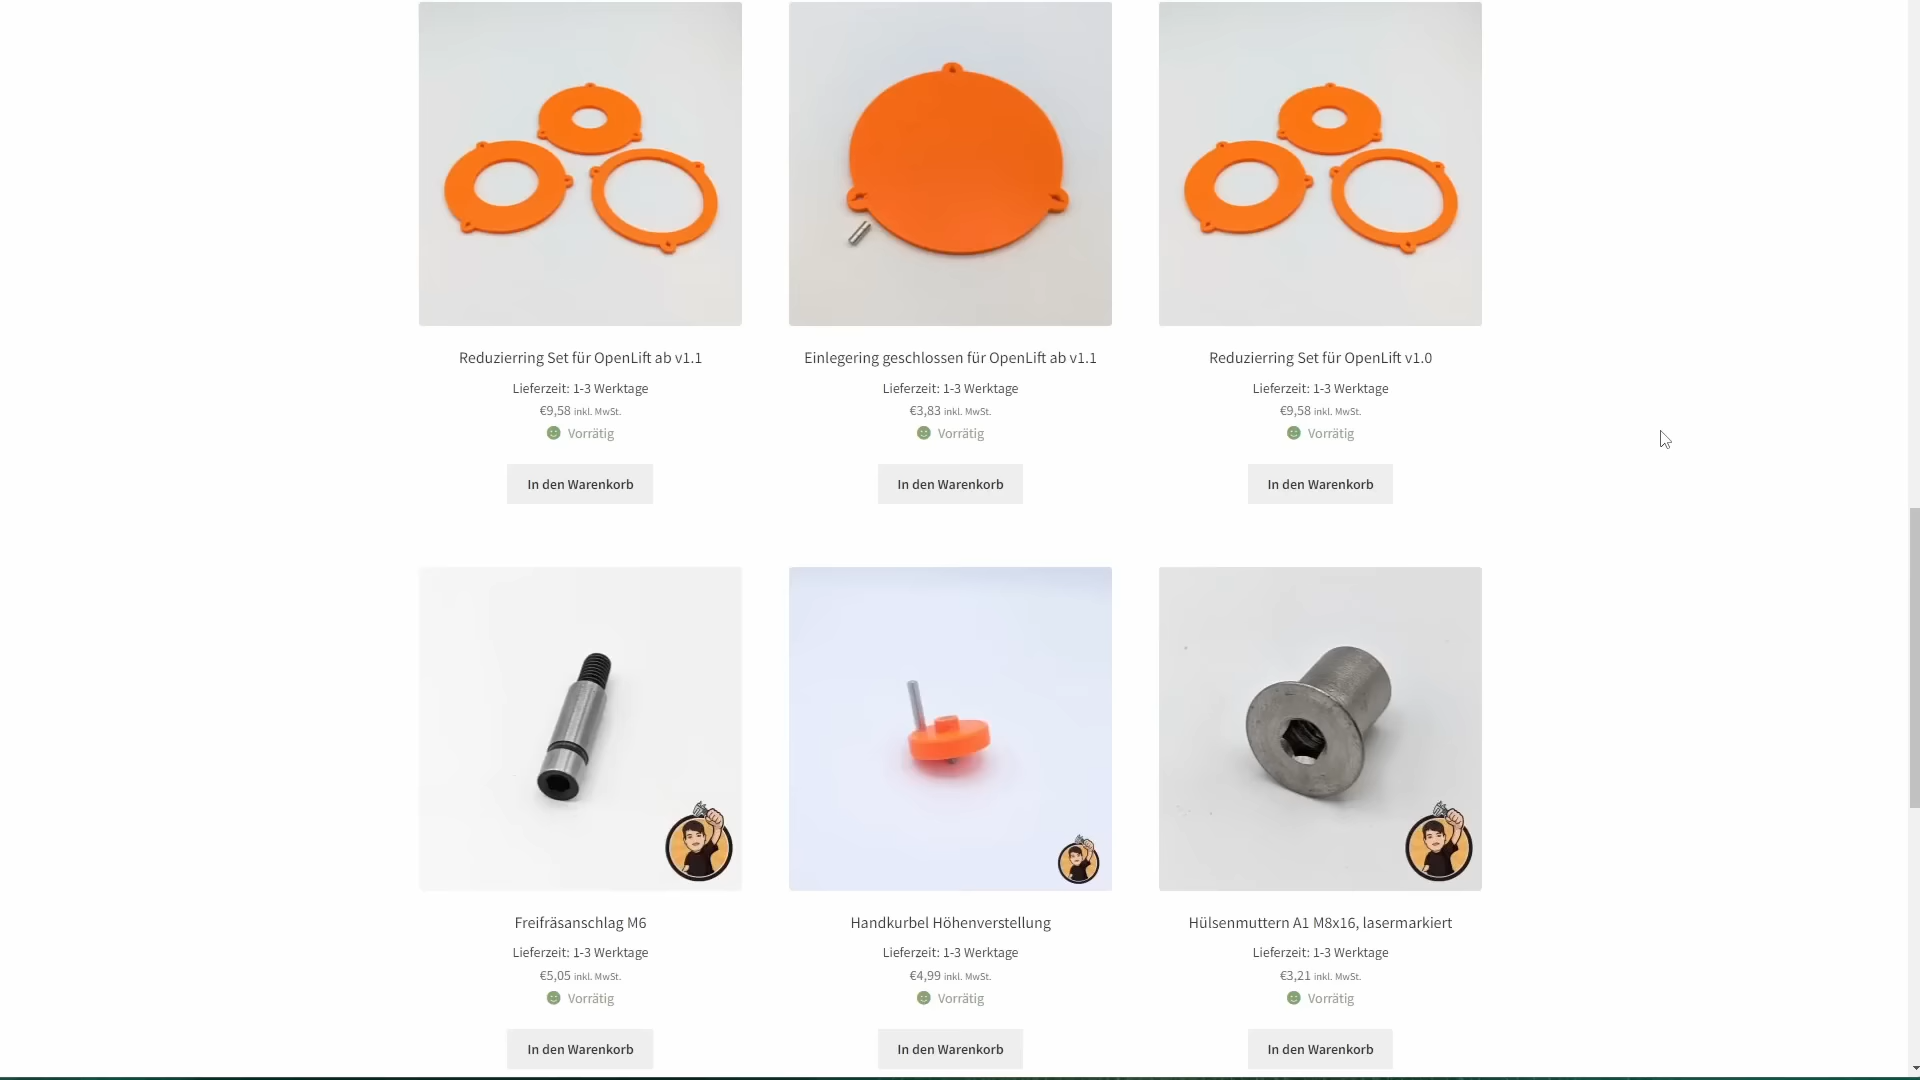 Reduzierring Set für OpenLift ab v1.1
Lieferzeit: 1-3 Werktage
€9,58 inkl. MwSt.
Vorrätig
In den Warenkorb
Einlegering geschlossen für OpenLift ab v1.1
Lieferzeit: 1-3 Werktage
€3,83 inkl. MwSt.
Vorrätig
In den Warenkorb
Reduzierring Set für OpenLift v1.0
Lieferzeit: 1-3 Werktage
€9,58 inkl. MwSt.
Vorrätig
In den Warenkorb
Freifräsanschlag M6
Lieferzeit: 1-3 Werktage
€5,05 inkl. MwSt.
Vorrätig
In den Warenkorb
Handkurbel Höhenverstellung
Lieferzeit: 1-3 Werktage
€4,99 inkl. MwSt.
Vorrätig
In den Warenkorb
Hülsenmuttern A1 M8x16, lasermarkiert
Lieferzeit: 1-3 Werktage
€3,21 inkl. MwSt.
Vorrätig
In den Warenkorb